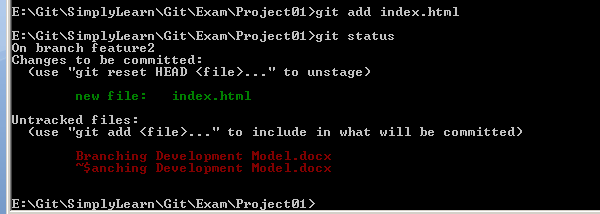 E:\Git\SimplyLearn\Git\Exam\Project01>git add index.html
E:\Git\SimplyLearn\Git\Exam\Project01>git status
On branch feature2
Changes to be committed:
(use "git reset HEAD <file>..." to unstage)
new file:   index.html
Untracked files:
(use "git add <file>..." to include in what will be committed)
Branching Development Model.docx
~$anching Development Model.docx
E:\Git\SimplyLearn\Git\Exam\Project01>